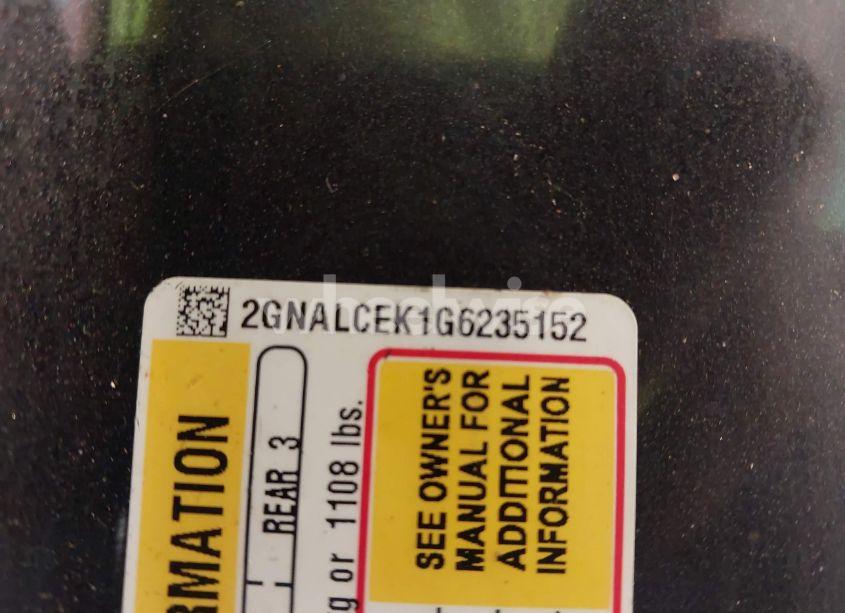 2GNALCEK1G6235152
RMATION
REAR 3
g or 1108 lbs.
SEE OWNER'S
MANUAL FOR
ADDITIONAL
INFORMATION